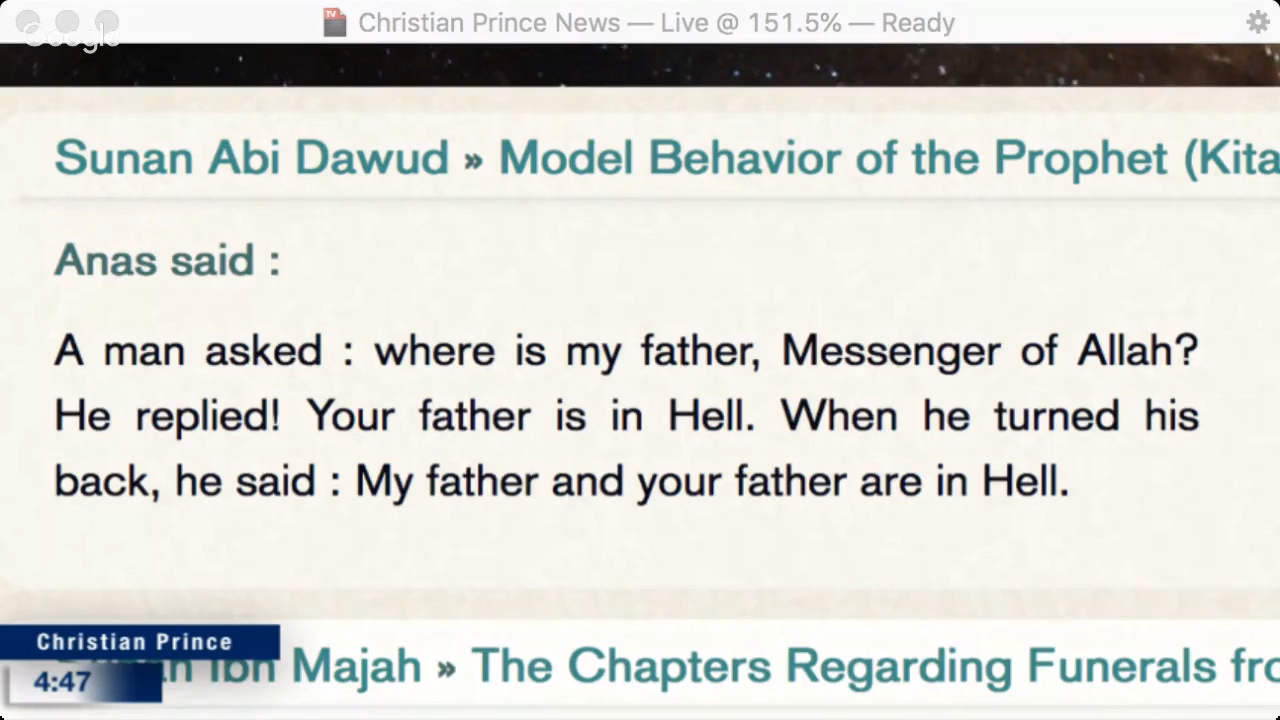 Christian Prince News — Live @ 151.5% — Ready
Google
Sunan Abi Dawud » Model Behavior of the Prophet (Kita
Anas said :
A man asked : where is my father, Messenger of Allah?
He replied! Your father is in Hell. When he turned his
back, he said : My father and your father are in Hell.
Christian Prince
Ibn Majah » The Chapters Regarding Funerals fro
4:47